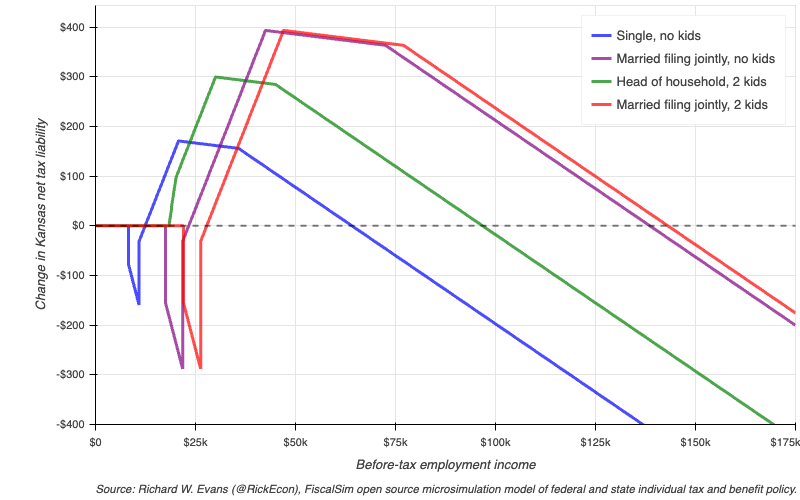 Change in Kansas net tax liability
$400
$300
$200
$100
$0
-$100
-$200
-$300
-$400
Single, no kids
Married filing jointly, no kids
Head of household, 2 kids
Married filing jointly, 2 kids
$0 $25k $50k $75k $100k $125k $150k $175k
Before-tax employment income
Source: Richard W. Evans (@RickEcon), FiscalSim open source microsimulation model of federal and state individual tax and benefit policy.